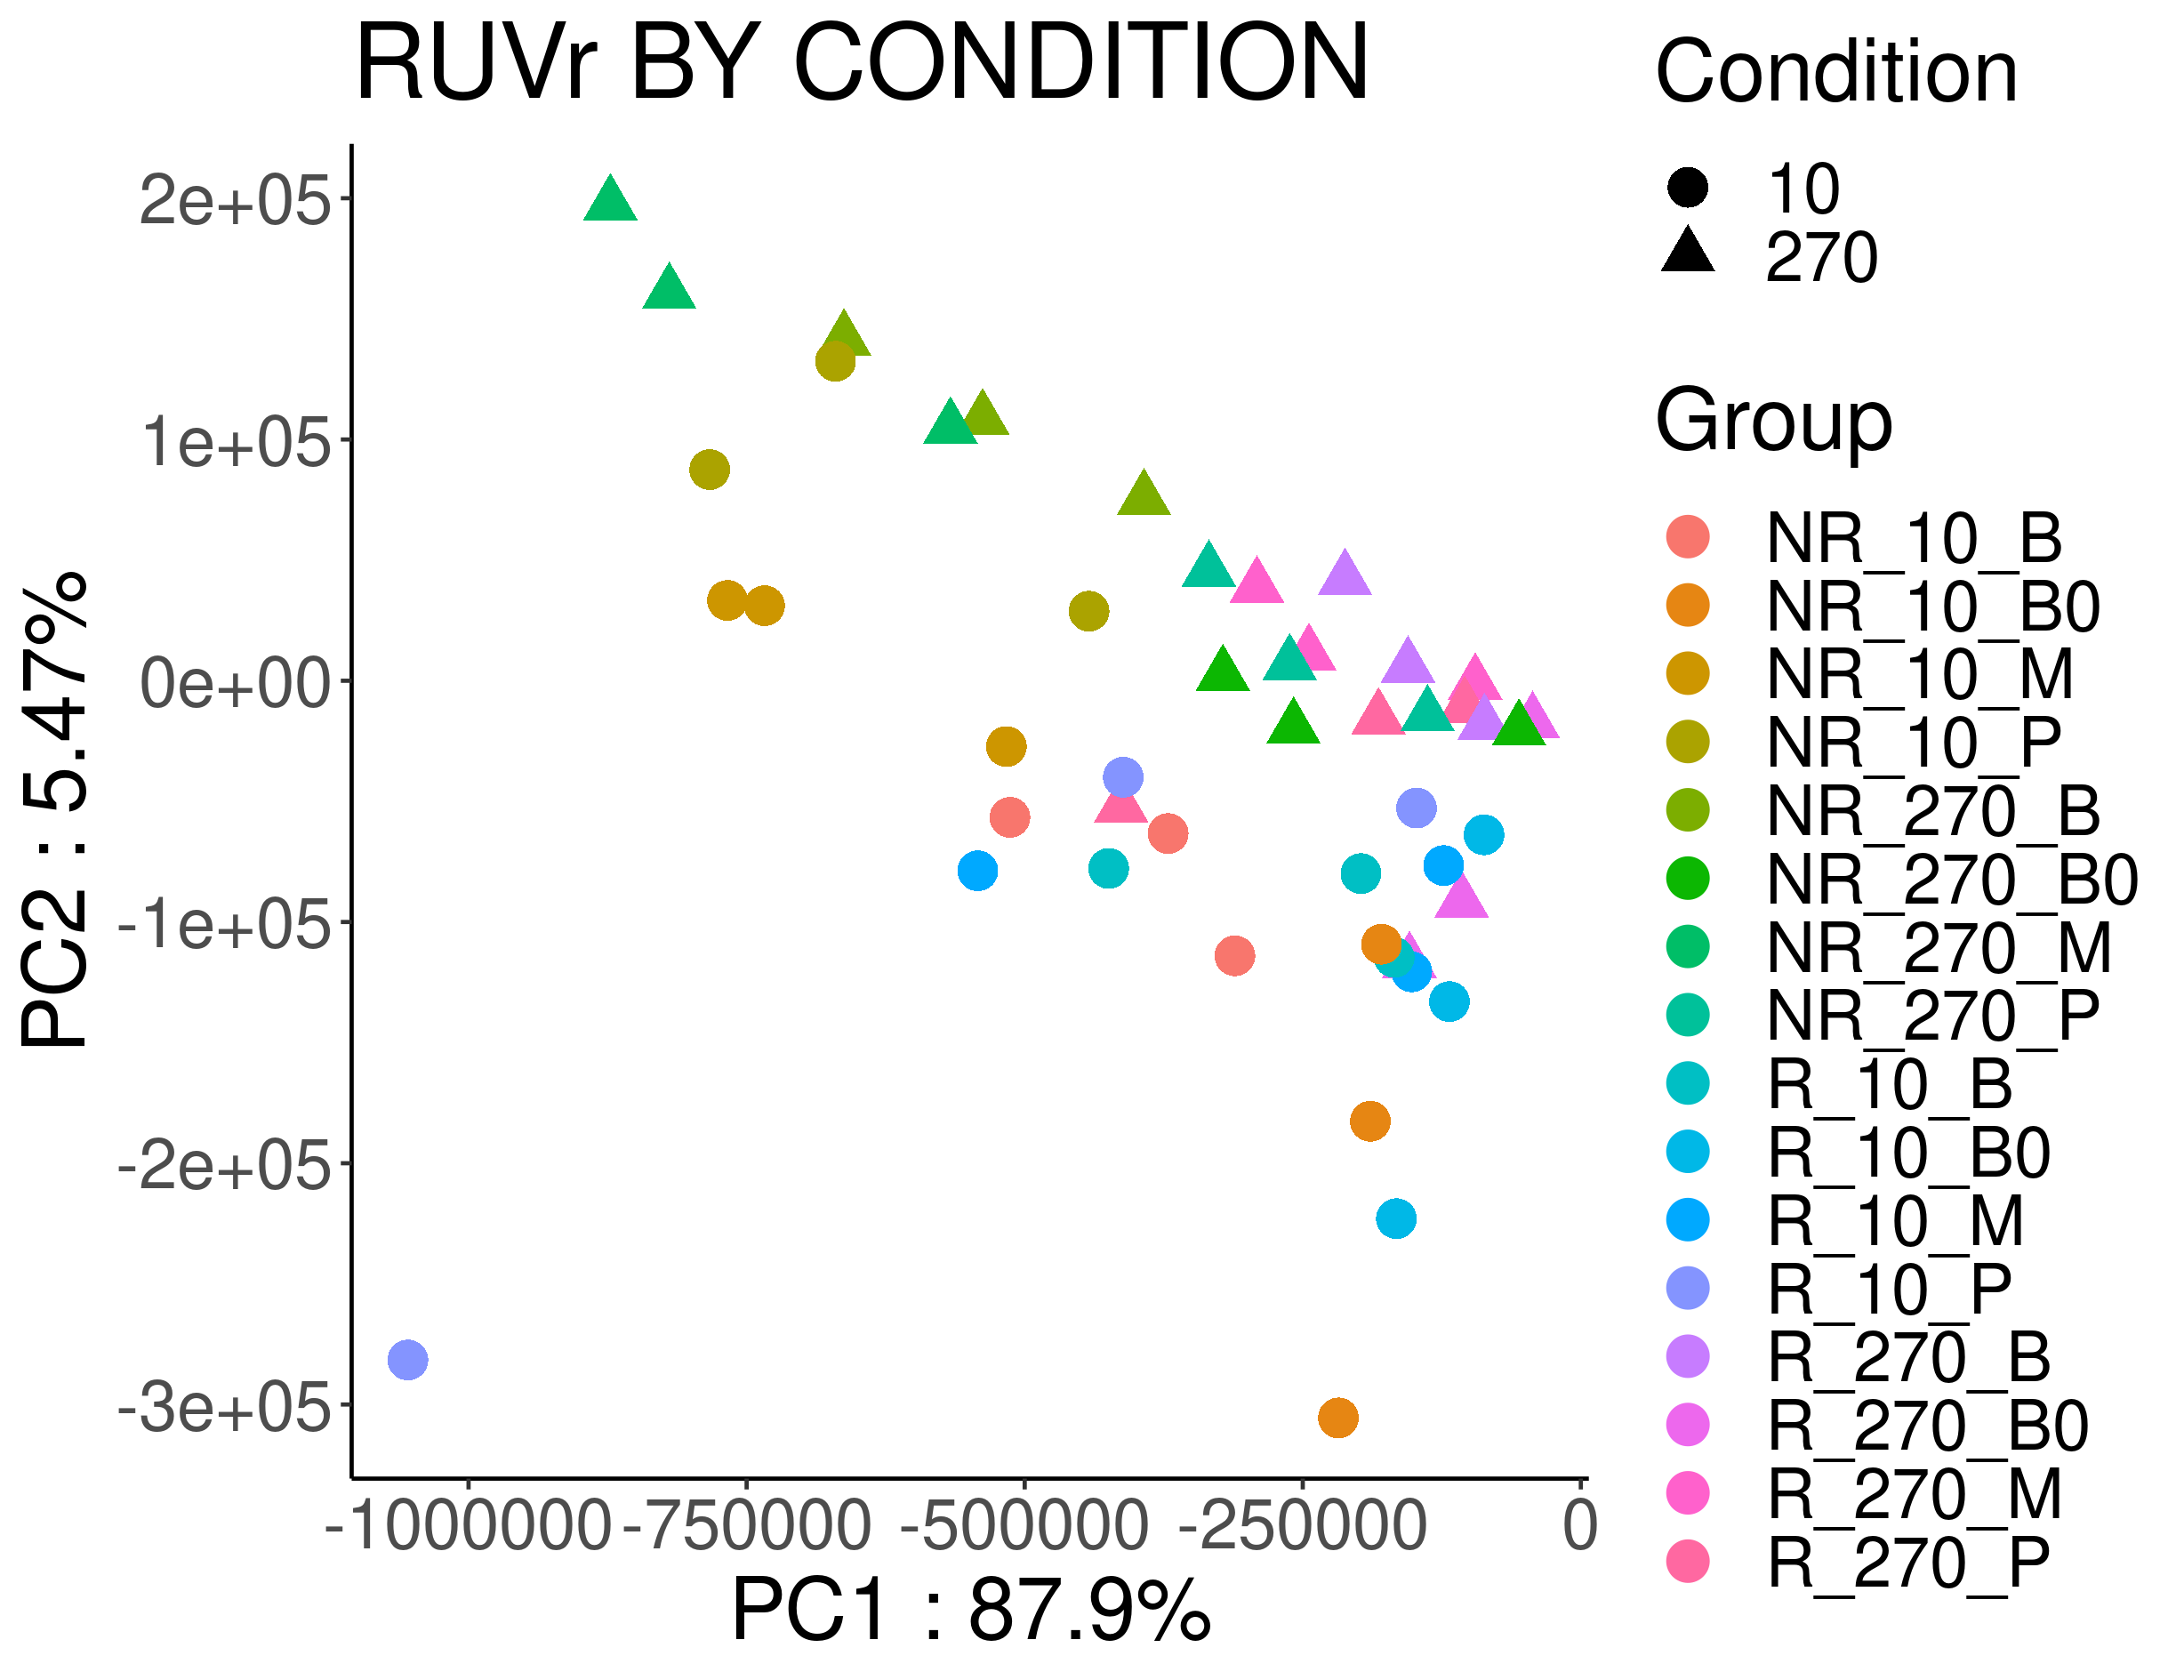 RUVr BY CONDITION
Condition
10
270
Group
NR_10_B
NR_10_B0
NR_10_M
NR_10_P
NR_270_B
NR_270_B0
NR_270_M
NR_270_P
R_10_B
R_10_B0
R_10_M
R_10_P
R_270_B
R_270_B0
R_270_M
R_270_P
PC2 : 5.47%
2e+05
1e+05
0e+00
-1e+05
-2e+05
-3e+05
-1000000 -750000 -500000 -250000 0
PC1 : 87.9%